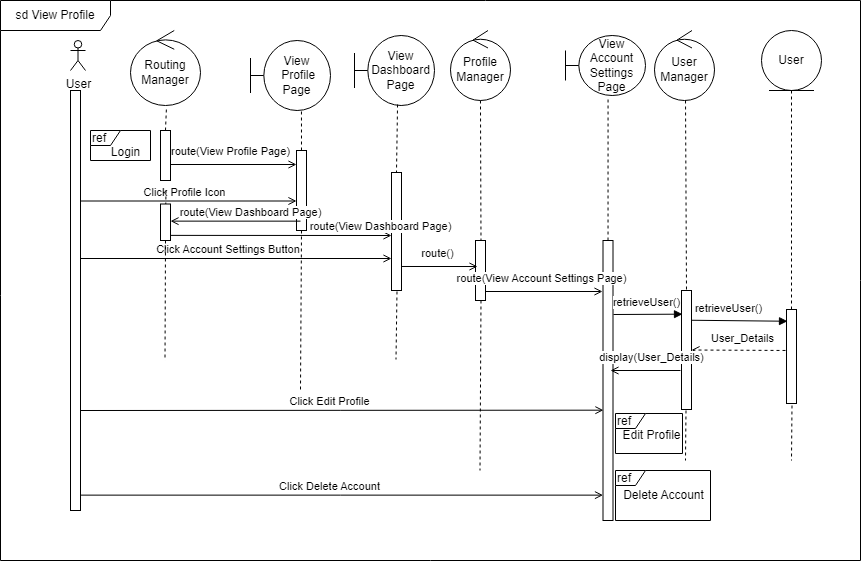 sd View Profile
User
Routing
Manager
View
Profile
Page
View
Dashboard
Page
Profile
Manager
View
Account
Settings
Page
User
Manager
User
ref
Login
route(View Profile Page)
Click Profile Icon
route(View Dashboard Page)
route(View Dashboard Page)
Click Account Settings Button
route()
route(View Account Settings Page)
retrieveUser()
retrieveUser()
User_Details
display(User_Details)
Click Edit Profile
ref
Edit Profile
Click Delete Account
ref
Delete Account